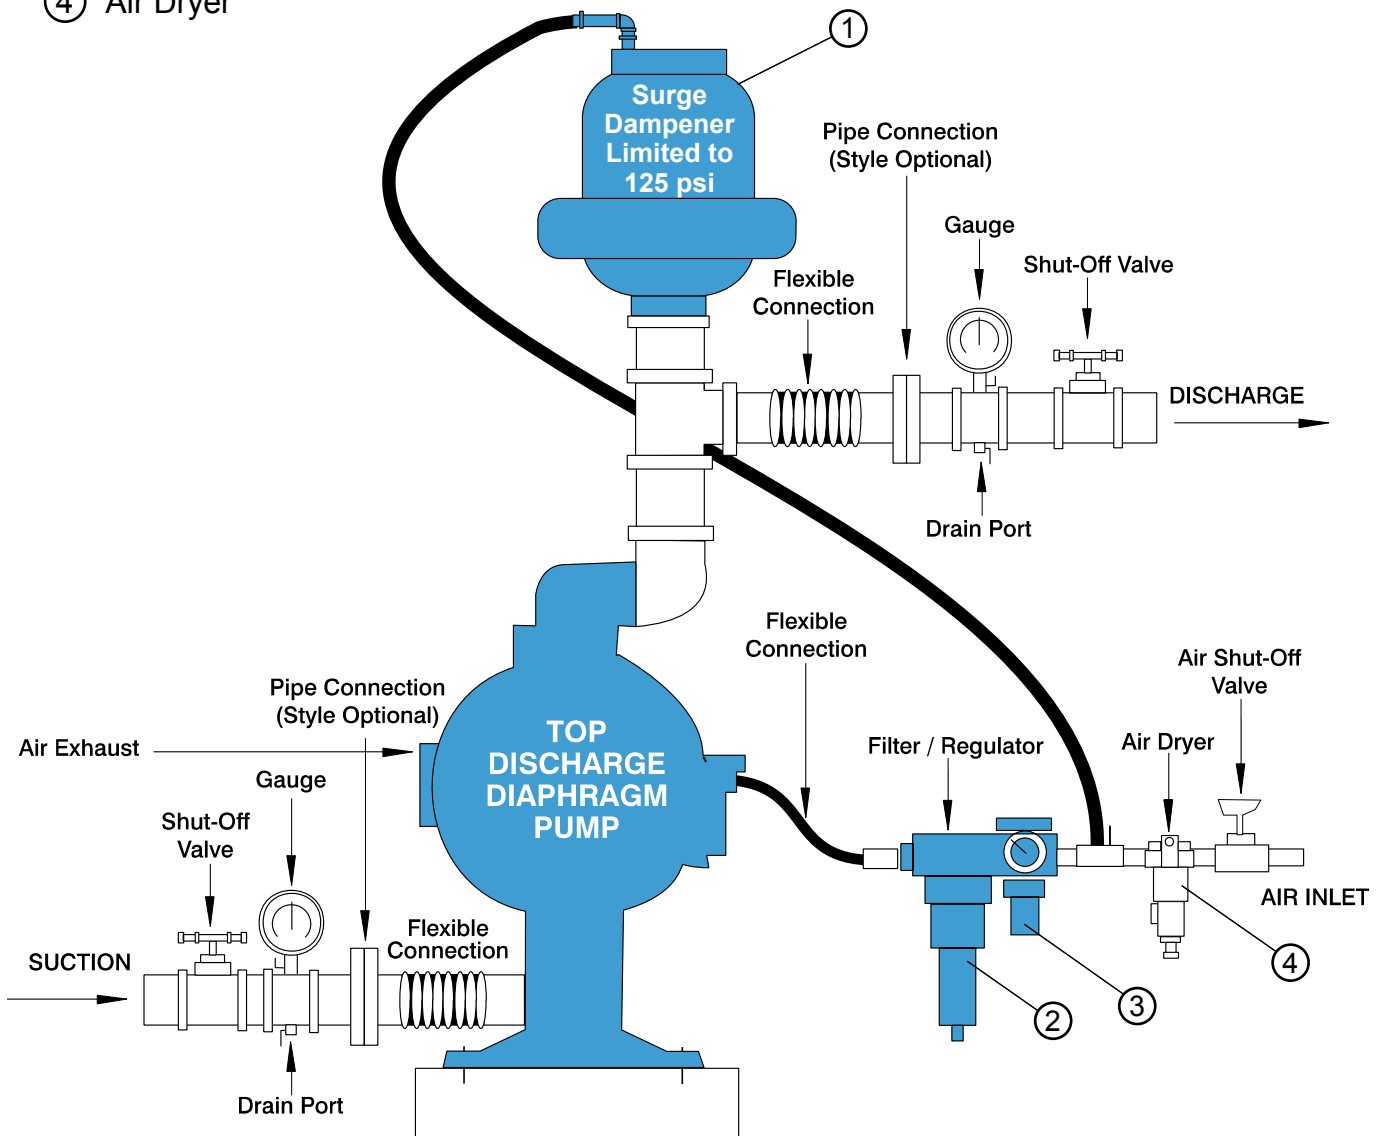 4 Air Dryer
1
Surge
Dampener
Limited to
125 psi
Pipe Connection
(Style Optional)
Gauge
Shut-Off Valve
Flexible
Connection
DISCHARGE
Drain Port
Flexible
Connection
Air Shut-Off
Valve
Pipe Connection
(Style Optional)
TOP
DISCHARGE
DIAPHRAGM
PUMP
Air Exhaust
Filter / Regulator
Air Dryer
Gauge
Shut-Off
Valve
AIR INLET
Flexible
Connection
SUCTION
4
3
2
Drain Port